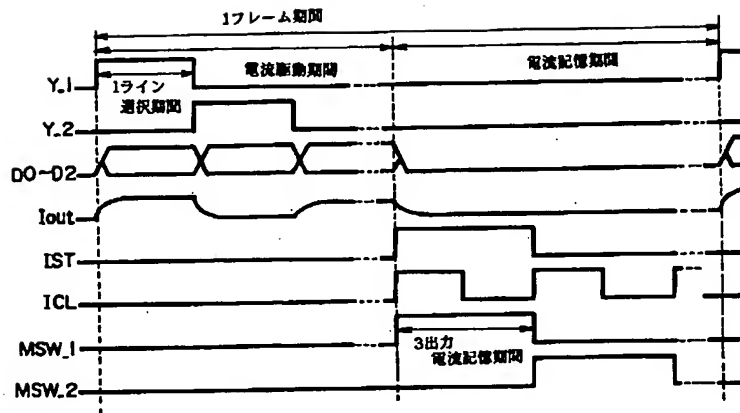 1フレーム期間
電流駆動期間
電流記憶期間
Y_1
1ライン
選択期間
Y_2
D0~D2
Iout
IST
ICL
MSW_1
3出力
電流記憶期間
MSW_2